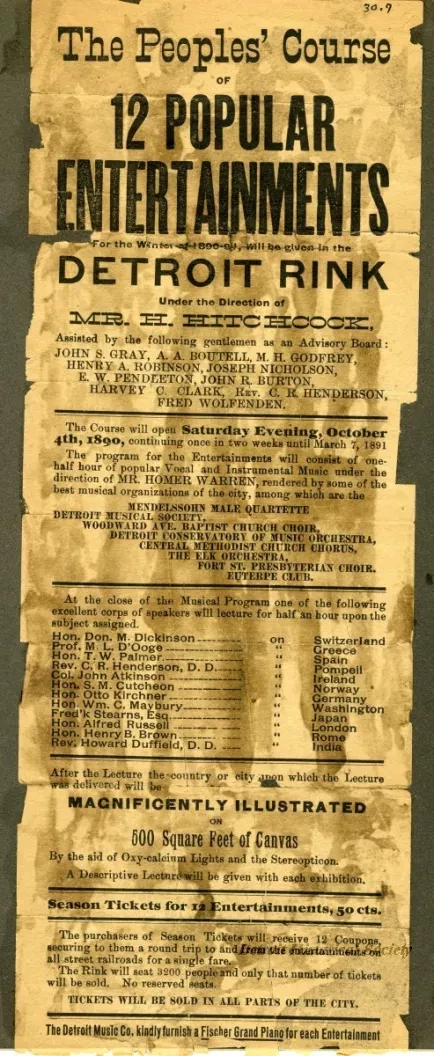 30.9
The Peoples' Course
OF
12 POPULAR
ENTERTAINMENTS
For the Winter of 1890-91, will be given in the
DETROIT RINK
Under the Direction of
MR. H. HITCHCOCK,
Assisted by the following gentlemen as an Advisory Board:
JOHN S. GRAY, A. A. BOUTELL, M. H. GODFREY,
HENRY A. ROBINSON, JOSEPH NICHOLSON,
E. W. PENDLETON, JOHN R. BURTON,
HARVEY C. CLARK, REV. C. R. HENDERSON,
FRED WOLFENDEN.
The Course will open Saturday Evening, October
4th, 1890, continuing once in two weeks until March 7, 1891
The program for the Entertainments will consist of one-
half hour of popular Vocal and Instrumental Music under the
direction of MR. HOMER WARREN, rendered by some of the
best musical organizations of the city, among which are the
MENDELSSOHN MALE QUARTETTE
DETROIT MUSICAL SOCIETY,
WOODWARD AVE. BAPTIST CHURCH CHOIR,
DETROIT CONSERVATORY OF MUSIC ORCHESTRA,
CENTRAL METHODIST CHURCH CHORUS,
THE ELK ORCHESTRA,
FORT ST. PRESBYTERIAN CHOIR.
EUTERPE CLUB.
At the close of the Musical Program one of the following
excellent corps of speakers will lecture for half an hour upon the
subject assigned.
Hon. Don. M. Dickinson on Switzerland
Prof. M. L. D'Ooge " Greece
Hon. T. W. Palmer " Spain
Rev. C. R. Henderson, D. D. " Pompeii
Col. John Atkinson " Ireland
Hon. S. M. Cutcheon " Norway
Hon. Otto Kirchner " Germany
Hon. Wm. C. Maybury " Washington
Fred'k Stearns, Esq " Japan
Hon. Alfred Russell " London
Hon. Henry B. Brown " Rome
Rev. Howard Duffield, D. D. " India
After the Lecture the country or city upon which the Lecture
was delivered will be
MAGNIFICENTLY ILLUSTRATED
ON
500 Square Feet of Canvas
By the aid of Oxy-calcium Lights and the Stereopticon.
A Descriptive Lecture will be given with each exhibition.
Season Tickets for 12 Entertainments, 50 cts.
The purchasers of Season Tickets will receive 12 Coupons,
securing to them a round trip to and from the entertainments on
all street railroads for a single fare.
The Rink will seat 3200 people and only that number of tickets
will be sold. No reserved seats.
TICKETS WILL BE SOLD IN ALL PARTS OF THE CITY.
The Detroit Music Co. kindly furnish a Fischer Grand Piano for each Entertainment